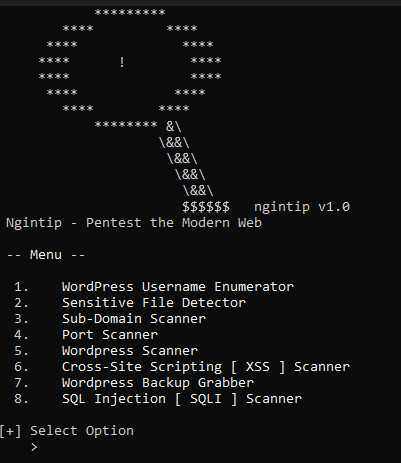 *********
****         ****
****             ****
****      !        ****
****               ****
****            ****
****        ****
******** &\
\&&\
\&&\
\&&\
\&&\
$$$$$$   ngintip v1.0
Ngintip - Pentest the Modern Web
-- Menu --
1.    WordPress Username Enumerator
2.    Sensitive File Detector
3.    Sub-Domain Scanner
4.    Port Scanner
5.    Wordpress Scanner
6.    Cross-Site Scripting [ XSS ] Scanner
7.    Wordpress Backup Grabber
8.    SQL Injection [ SQLI ] Scanner
[+] Select Option
>